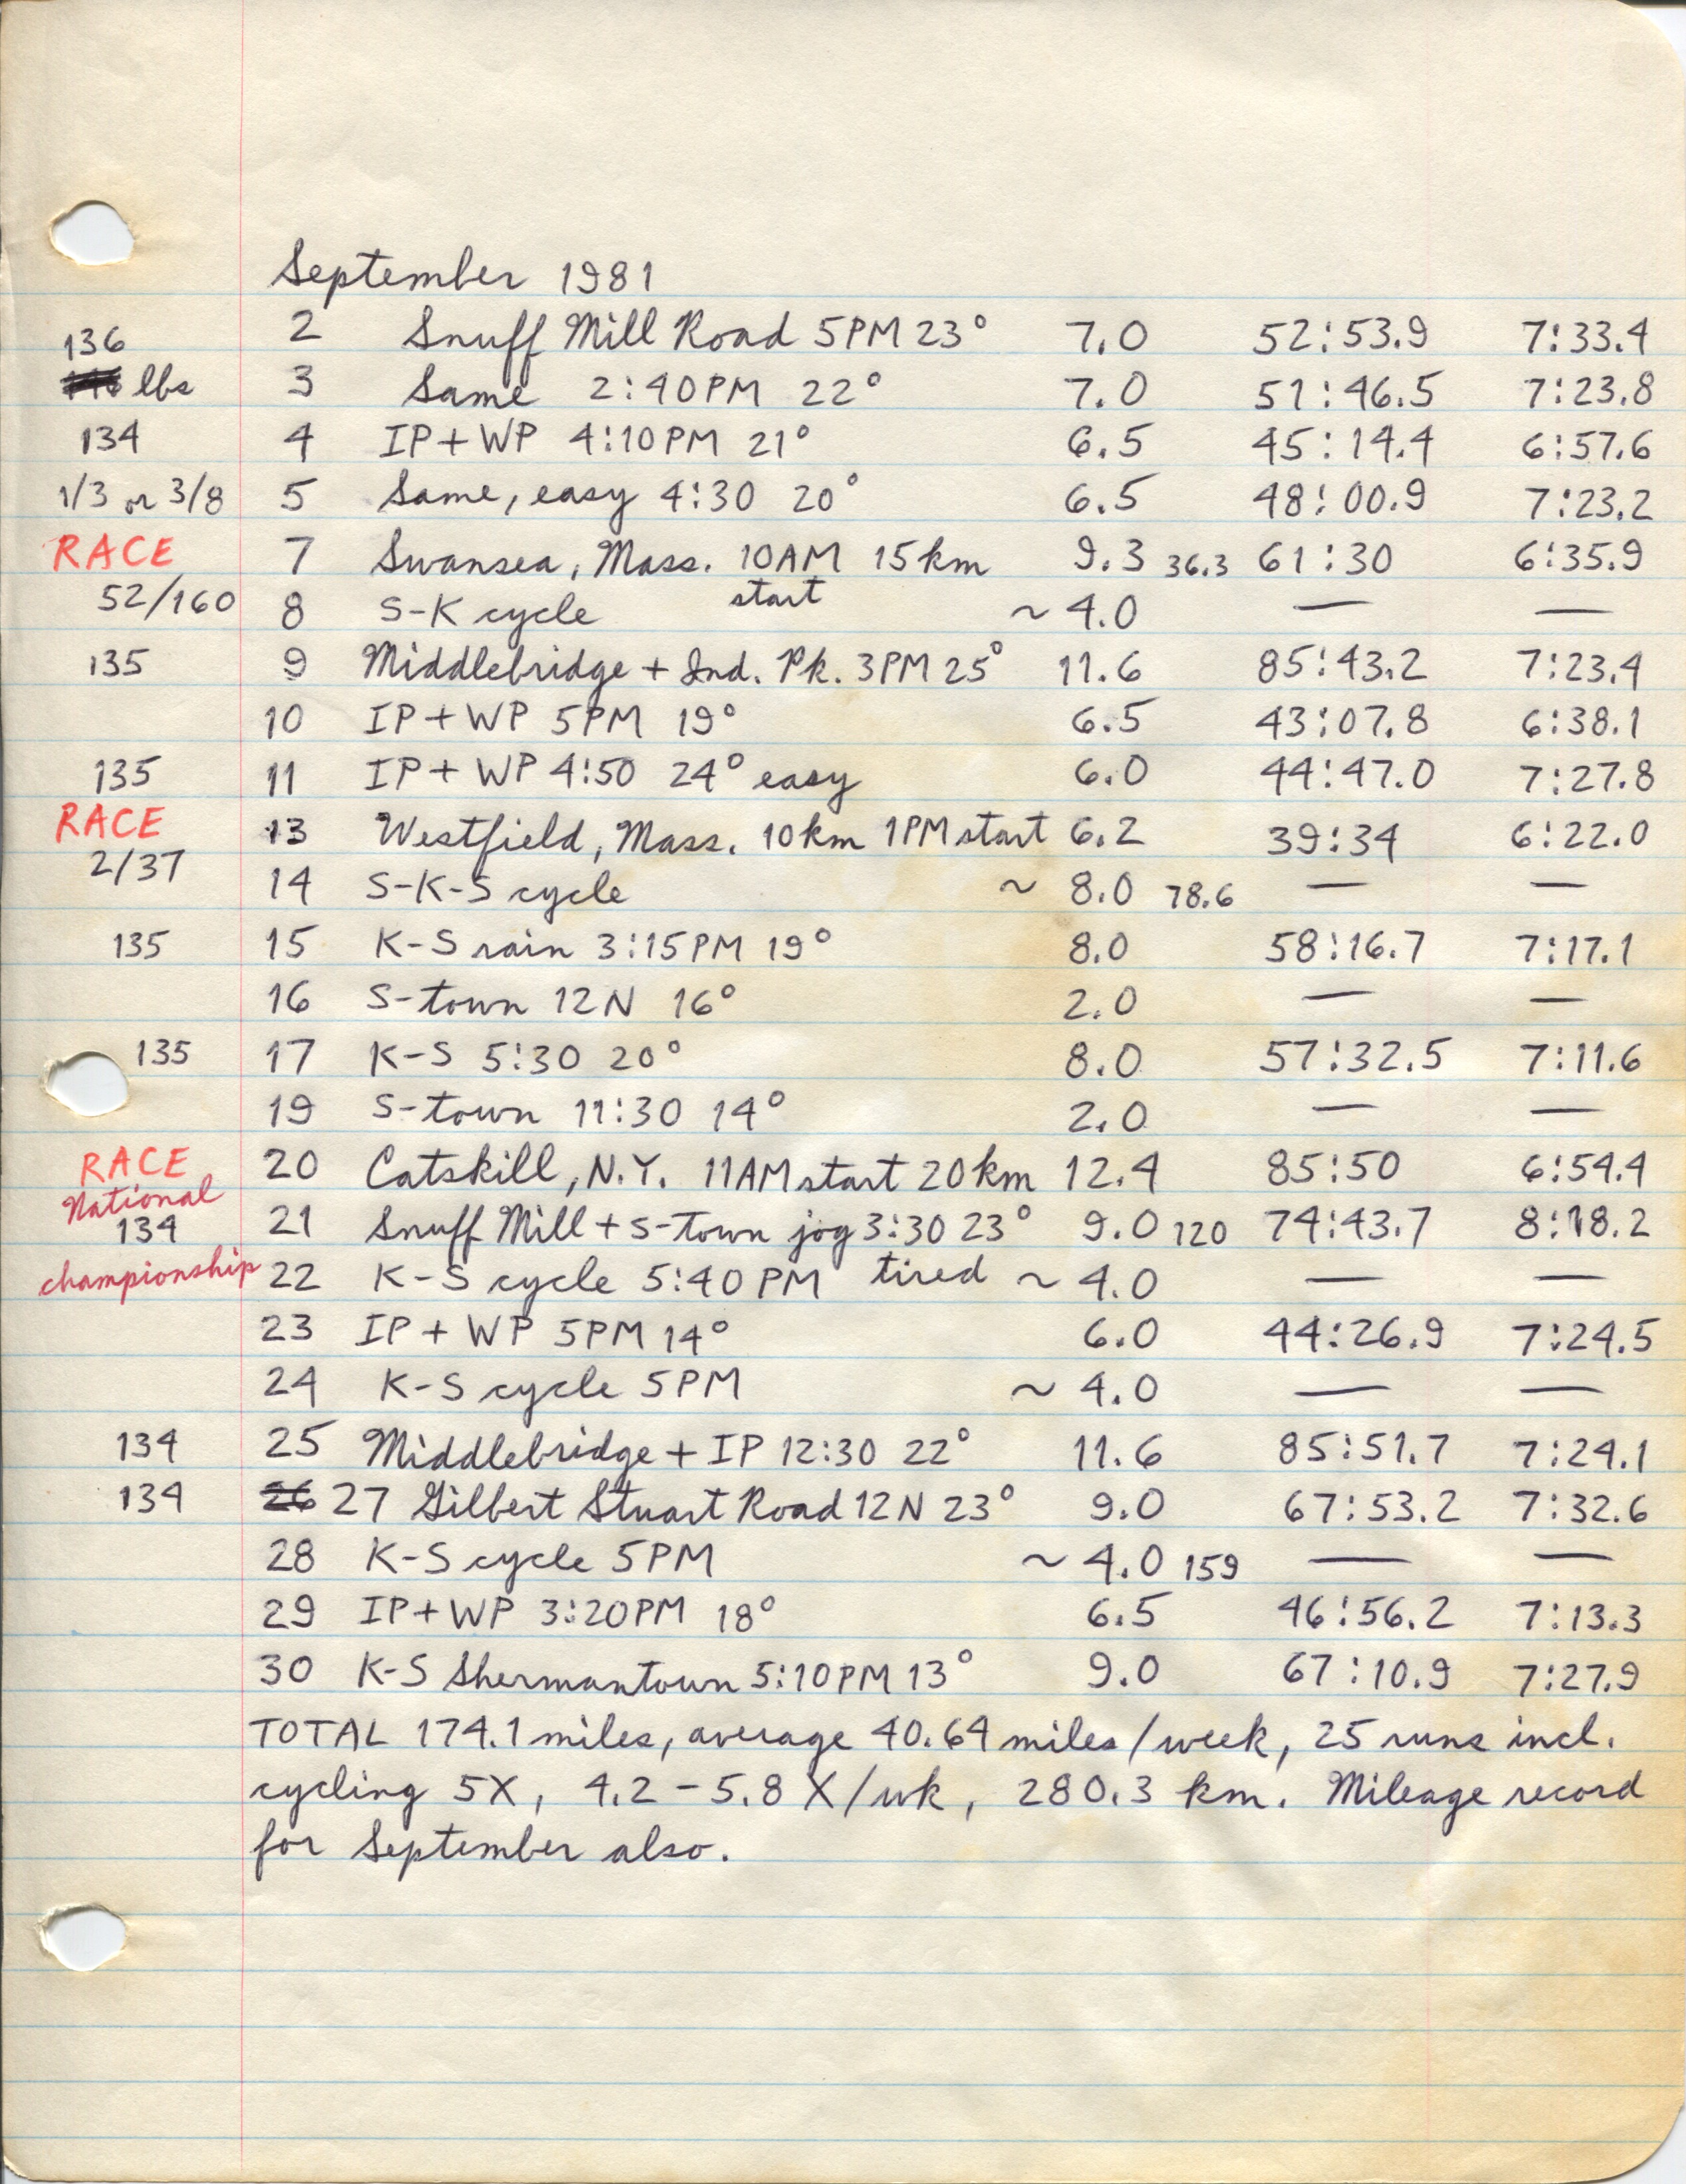 September 1981
136 2 Snuff Mill Road 5PM 23° 7.0 52:53.9 7:33.4
lbs 3 Same 2:40PM 22° 7.0 51:46.5 7:23.8
134 4 IP+WP 4:10PM 21° 6.5 45:14.4 6:57.6
1/3 or 3/8 5 Same, easy 4:30 20° 6.5 48:00.9 7:23.2
RACE 7 Swansea, Mass. 10AM 15km 9.3 36.3 61:30 6:35.9
start
52/160 8 S-K cycle ~4.0 — —
135 9 Middlebridge + Ind. Pk. 3PM 25° 11.6 85:43.2 7:23.4
10 IP+WP 5PM 19° 6.5 43:07.8 6:38.1
135 11 IP+WP 4:50 24° easy 6.0 44:47.0 7:27.8
RACE 13 Westfield, Mass. 10km 1PM start 6.2 39:34 6:22.0
2/37 14 S-K-S cycle ~8.0 78.6 — —
135 15 K-S rain 3:15PM 19° 8.0 58:16.7 7:17.1
16 S-town 12N 16° 2.0 — —
135 17 K-S 5:30 20° 8.0 57:32.5 7:11.6
19 S-town 11:30 14° 2.0 — —
RACE 20 Catskill, N.Y. 11AM start 20km 12.4 85:50 6:54.4
National
134 21 Snuff Mill + S-Town jog 3:30 23° 9.0 120 74:43.7 8:18.2
championship 22 K-S cycle 5:40PM tired ~4.0 — —
23 IP+WP 5PM 14° 6.0 44:26.9 7:24.5
24 K-S cycle 5PM ~4.0 — —
134 25 Middlebridge + IP 12:30 22° 11.6 85:51.7 7:24.1
134 26 27 Gilbert Stuart Road 12N 23° 9.0 67:53.2 7:32.6
28 K-S cycle 5PM ~4.0 159 — —
29 IP+WP 3:20PM 18° 6.5 46:56.2 7:13.3
30 K-S Shermantown 5:10PM 13° 9.0 67:10.9 7:27.9
TOTAL 174.1 miles, average 40.64 miles/week, 25 runs incl.
cycling 5X, 4.2-5.8X/wk, 280.3 km. Mileage record
for September also.